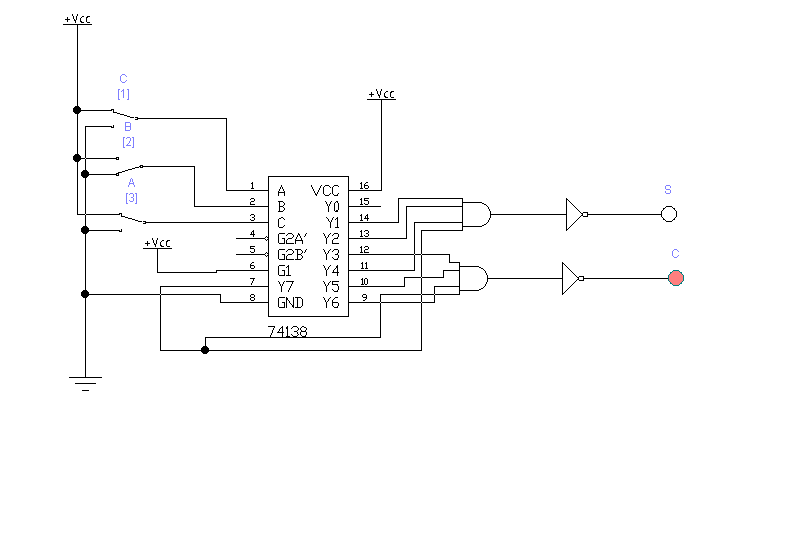 +Vcc
C
[1]
+Vcc
B
[2]
A
[3]
1 A VCC 16
2 B Y0 15
3 C Y1 14
4 G2A' Y2 13
5 G2B' Y3 12
6 G1 Y4 11
7 Y7 Y5 10
8 GND Y6 9
+Vcc
74138
S
C